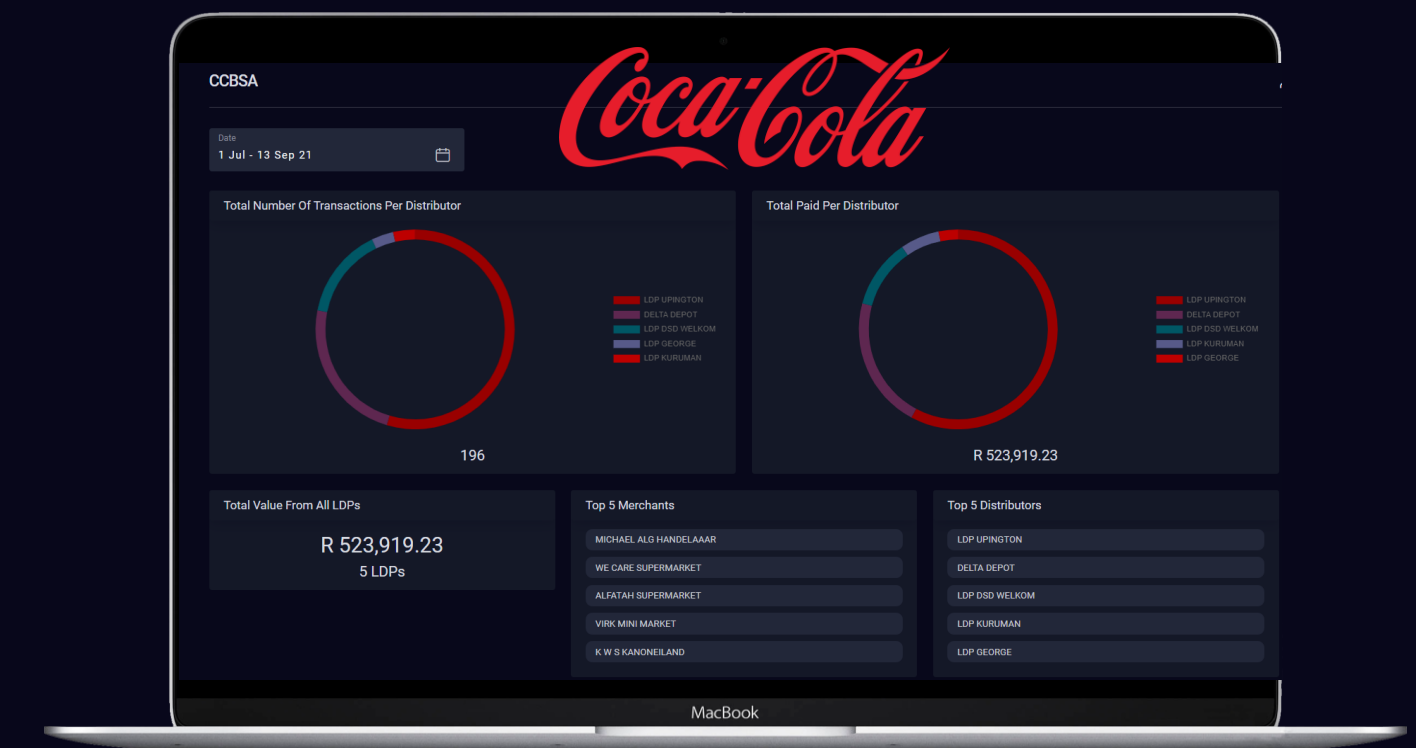 Coca-Cola
CCBSA
Date
1 Jul - 13 Sep 21
Total Number Of Transactions Per Distributor
LDP UPINGTON
DELTA DEPOT
LDP DSD WELKOM
LDP GEORGE
LDP KURUMAN
196
Total Paid Per Distributor
LDP UPINGTON
DELTA DEPOT
LDP DSD WELKOM
LDP KURUMAN
LDP GEORGE
R 523,919.23
Total Value From All LDPs
R 523,919.23
5 LDPs
Top 5 Merchants
MICHAEL ALG HANDELAAAR
WE CARE SUPERMARKET
ALFATAH SUPERMARKET
VIRK MINI MARKET
K W S KANONEILAND
Top 5 Distributors
LDP UPINGTON
DELTA DEPOT
LDP DSD WELKOM
LDP KURUMAN
LDP GEORGE
MacBook